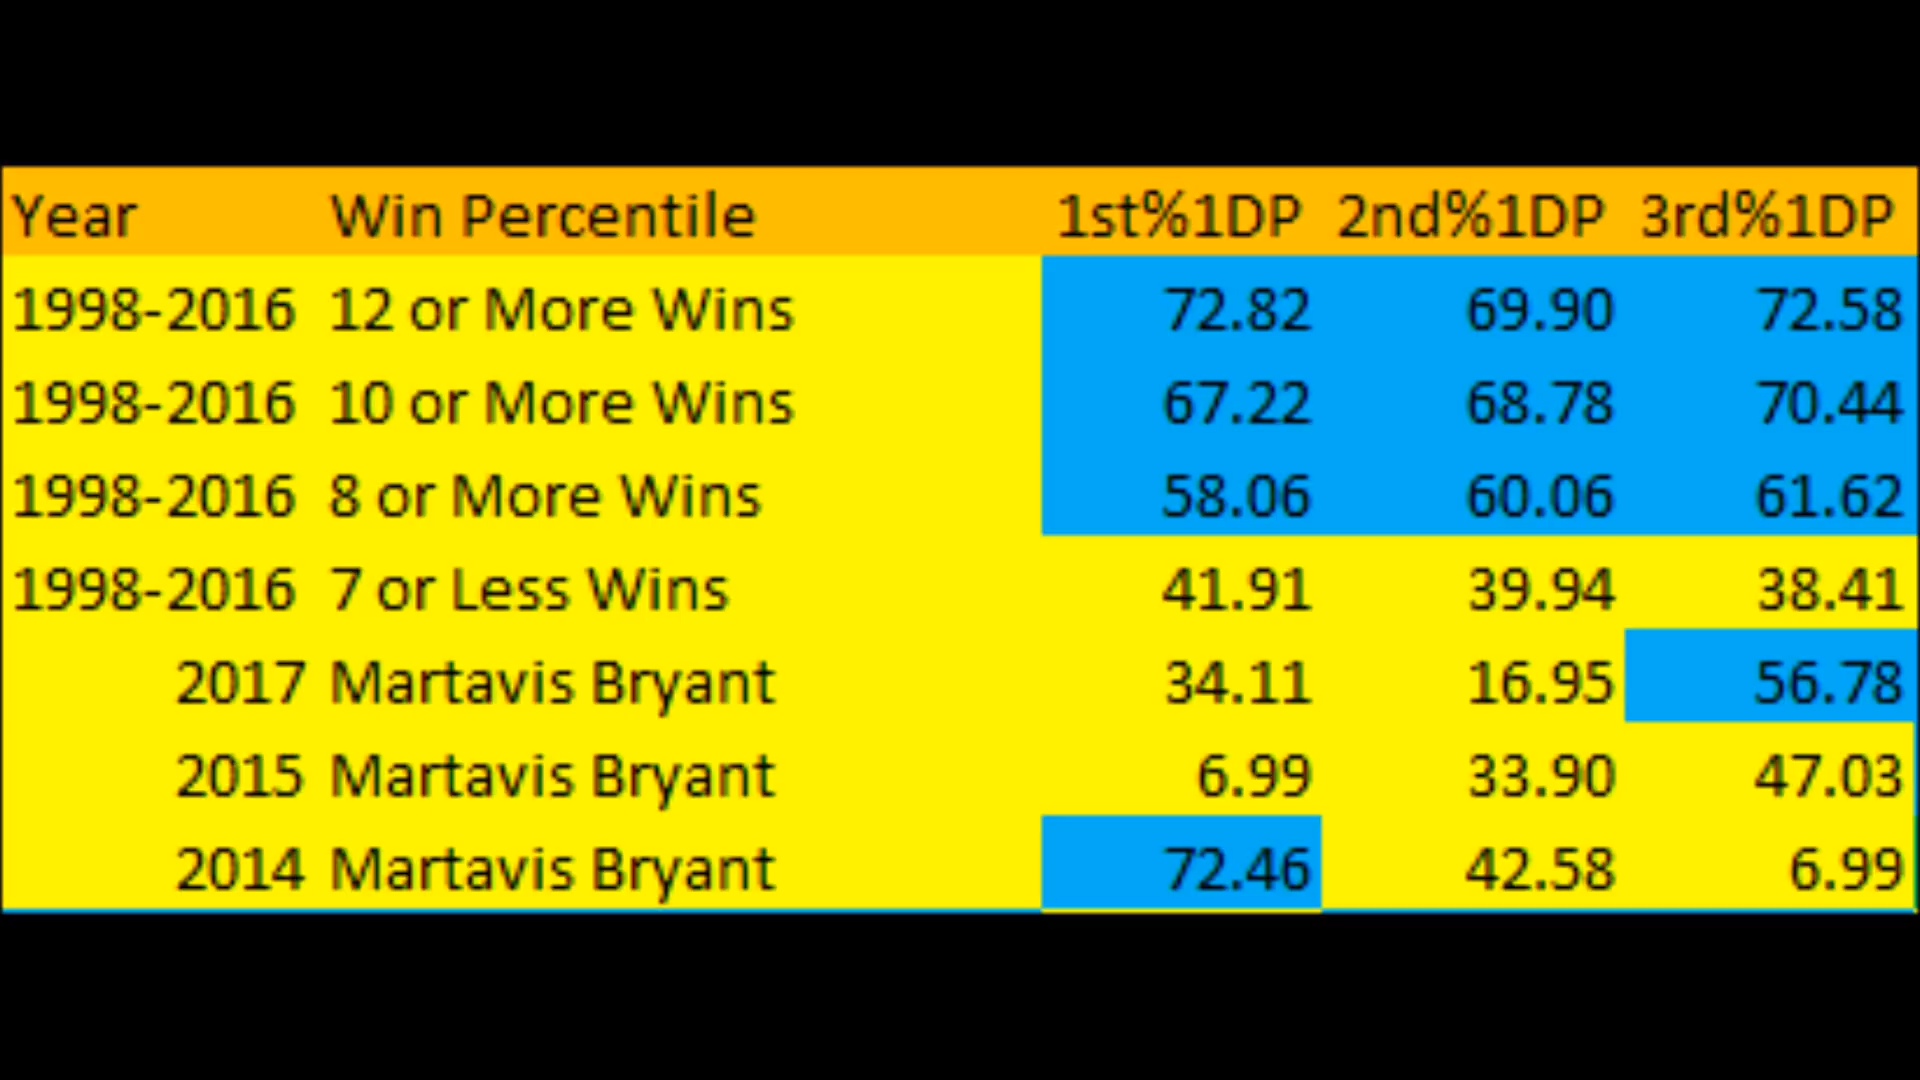 Year Win Percentile 1st%1DP 2nd%1DP 3rd%1DP
1998-2016 12 or More Wins 72.82 69.90 72.58
1998-2016 10 or More Wins 67.22 68.78 70.44
1998-2016 8 or More Wins 58.06 60.06 61.62
1998-2016 7 or Less Wins 41.91 39.94 38.41
2017 Martavis Bryant 34.11 16.95 56.78
2015 Martavis Bryant 6.99 33.90 47.03
2014 Martavis Bryant 72.46 42.58 6.99